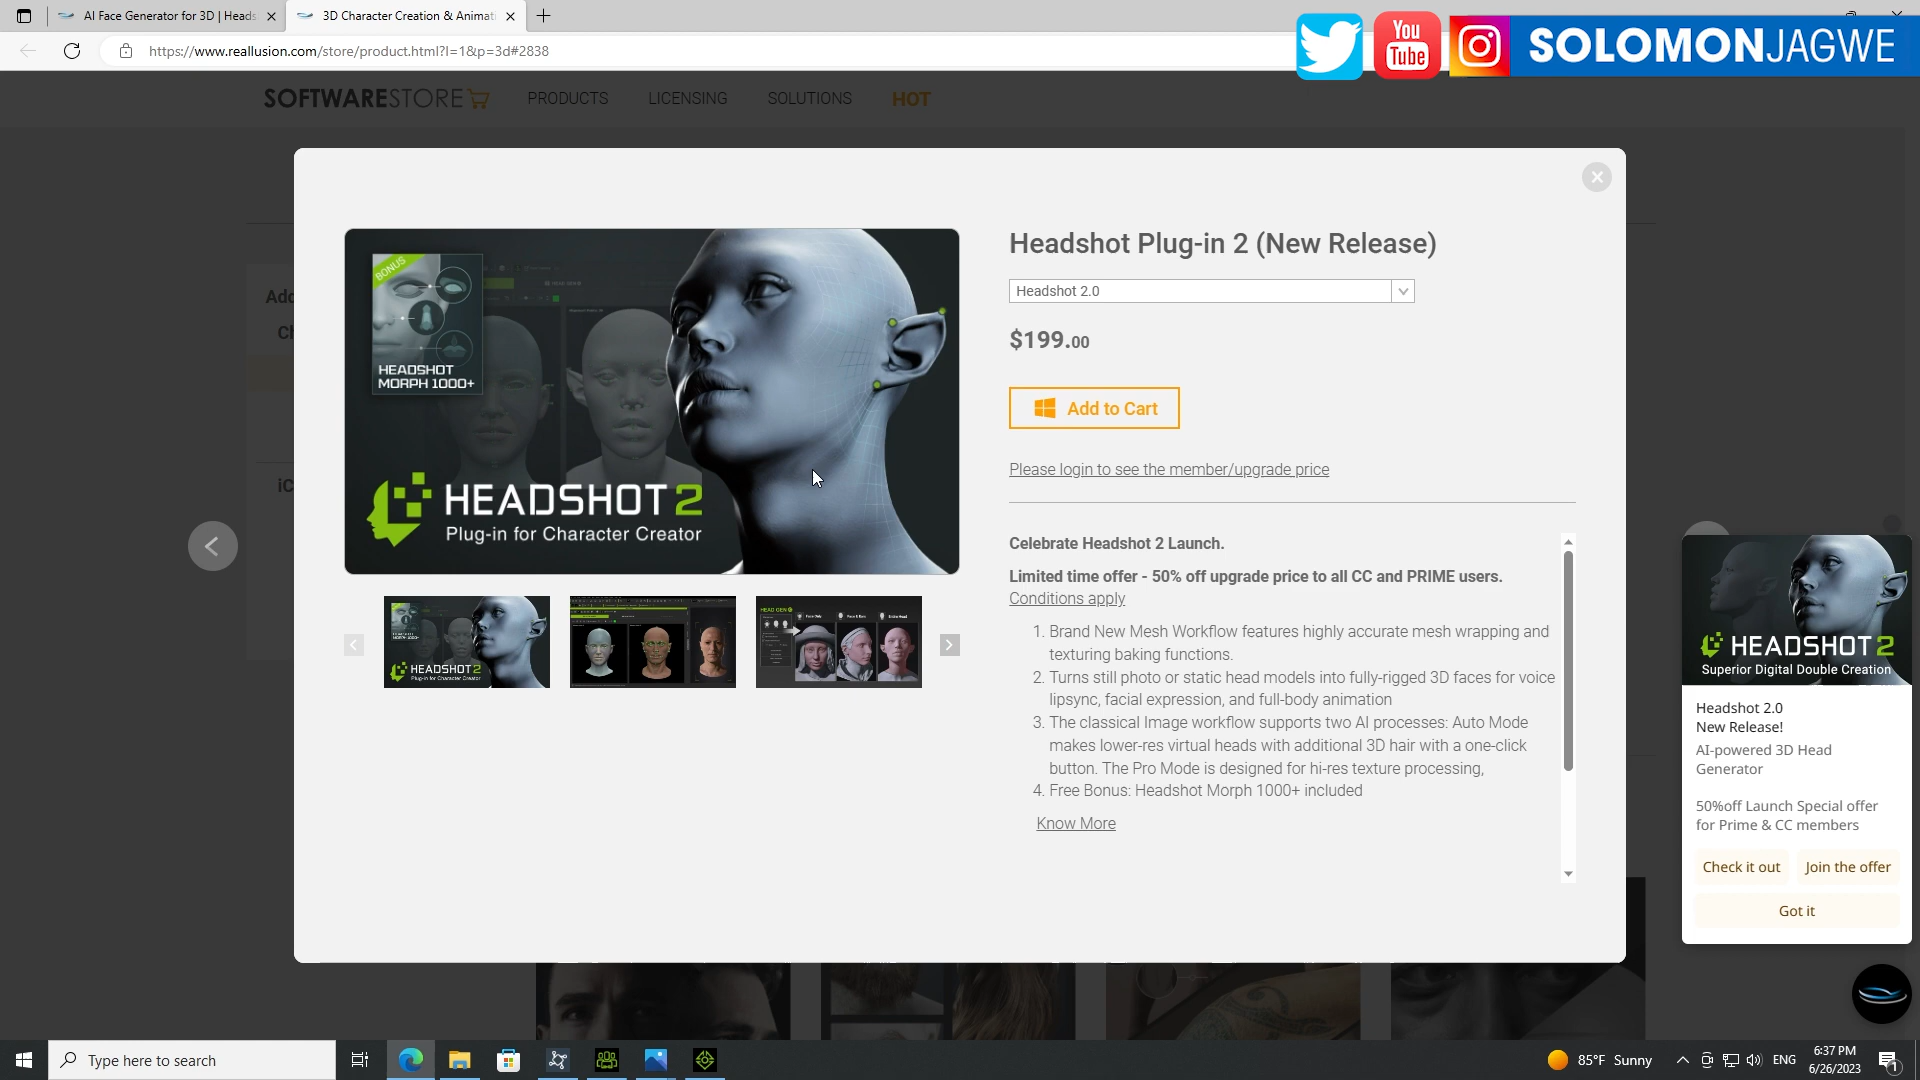 AI Face Generator for 3D | Heads
3D Character Creation & Animati
https://www.reallusion.com/store/product.html?l=1&p=3d#2838
You
Tube
SOLOMONJAGWE
SOFTWARESTORE
PRODUCTS
LICENSING
SOLUTIONS
HOT
BONUS
HEADSHOT
MORPH 1000+
HEADSHOT 2
Plug-in for Character Creator
HEADSHOT 2
Plug-in for Character Creator
HEAD GEN
Headshot Plug-in 2 (New Release)
Headshot 2.0
$199.00
Add to Cart
Please login to see the member/upgrade price
Celebrate Headshot 2 Launch.
Limited time offer - 50% off upgrade price to all CC and PRIME users.
Conditions apply
1. Brand New Mesh Workflow features highly accurate mesh wrapping and
texturing baking functions.
2. Turns still photo or static head models into fully-rigged 3D faces for voice
lipsync, facial expression, and full-body animation
3. The classical Image workflow supports two AI processes: Auto Mode
makes lower-res virtual heads with additional 3D hair with a one-click
button. The Pro Mode is designed for hi-res texture processing,
4. Free Bonus: Headshot Morph 1000+ included
Know More
HEADSHOT 2
Superior Digital Double Creation
Headshot 2.0
New Release!
AI-powered 3D Head
Generator
50%off Launch Special offer
for Prime & CC members
Check it out
Join the offer
Got it
Type here to search
85°F Sunny
ENG
6:37 PM
6/26/2023
1